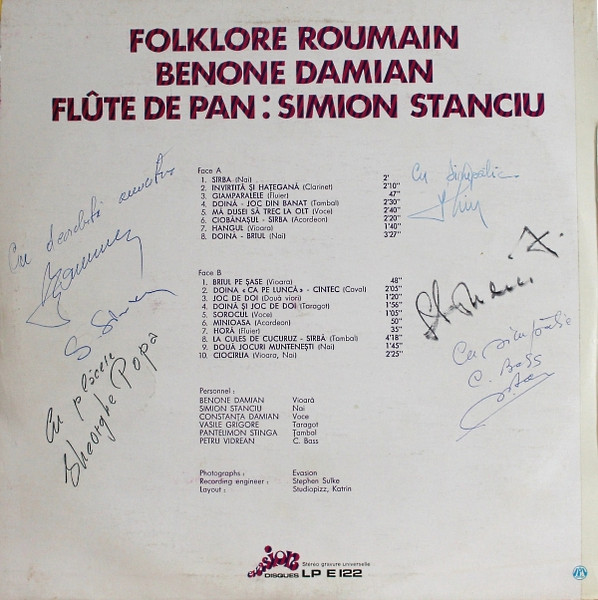 FOLKLORE ROUMAIN
BENONE DAMIAN
FLÛTE DE PAN : SIMION STANCIU
Face A
1. SIRBA (Nai) 2'
2. INVIRTITĂ ȘI HAȚEGANĂ (Clarinet) 2'10"
3. GIAMPARALELE (Fluier) 47"
4. DOINĂ - JOC DIN BANAT (Tambal) 2'30"
5. MĂ DUSEI SĂ TREC LA OLT (Voce) 2'40"
6. CIOBĂNAȘUL - SIRBA (Acordeon) 2'20"
7. HANGUL (Vioara) 1'40"
8. DOINĂ - BRIUL (Nai) 3'27"
Face B
1. BRIUL PE ȘASE (Vioara) 48"
2. DOINA « CA PE LUNCĂ » - CINTEC (Caval) 2'05"
3. JOC DE DOI (Două viori) 1'20"
4. DOINĂ ȘI JOC DE DOI (Taragot) 1'56"
5. SOROCUL (Voce) 1'05"
6. MINIOASA (Acordeon) 50"
7. HORĂ (Fluier) 35"
8. LA CULES DE CUCURUZ - SIRBĂ (Tambal) 4'18"
9. DOUĂ JOCURI MUNTENEȘTI (Nai) 1'45"
10. CIOCIRLIA (Vioara, Nai) 2'25"
Personnel :
BENONE DAMIAN Vioară
SIMION STANCIU Nai
CONSTANȚA DAMIAN Voce
VASILE GRIGORE Taragot
PANTELIMON STINGA Țambal
PETRU VIDREAN C. Bass
Photographs : Evasion
Recording engineer : Stephen Sulke
Layout : Studiopizz, Katrin
evasion
DISQUES
Stéréo gravure universelle
LP E 122
Cu
Cu simpatie
S. Stan
Cu plăcere
Gheorghe Popa
Cu simpatie
C. Bass